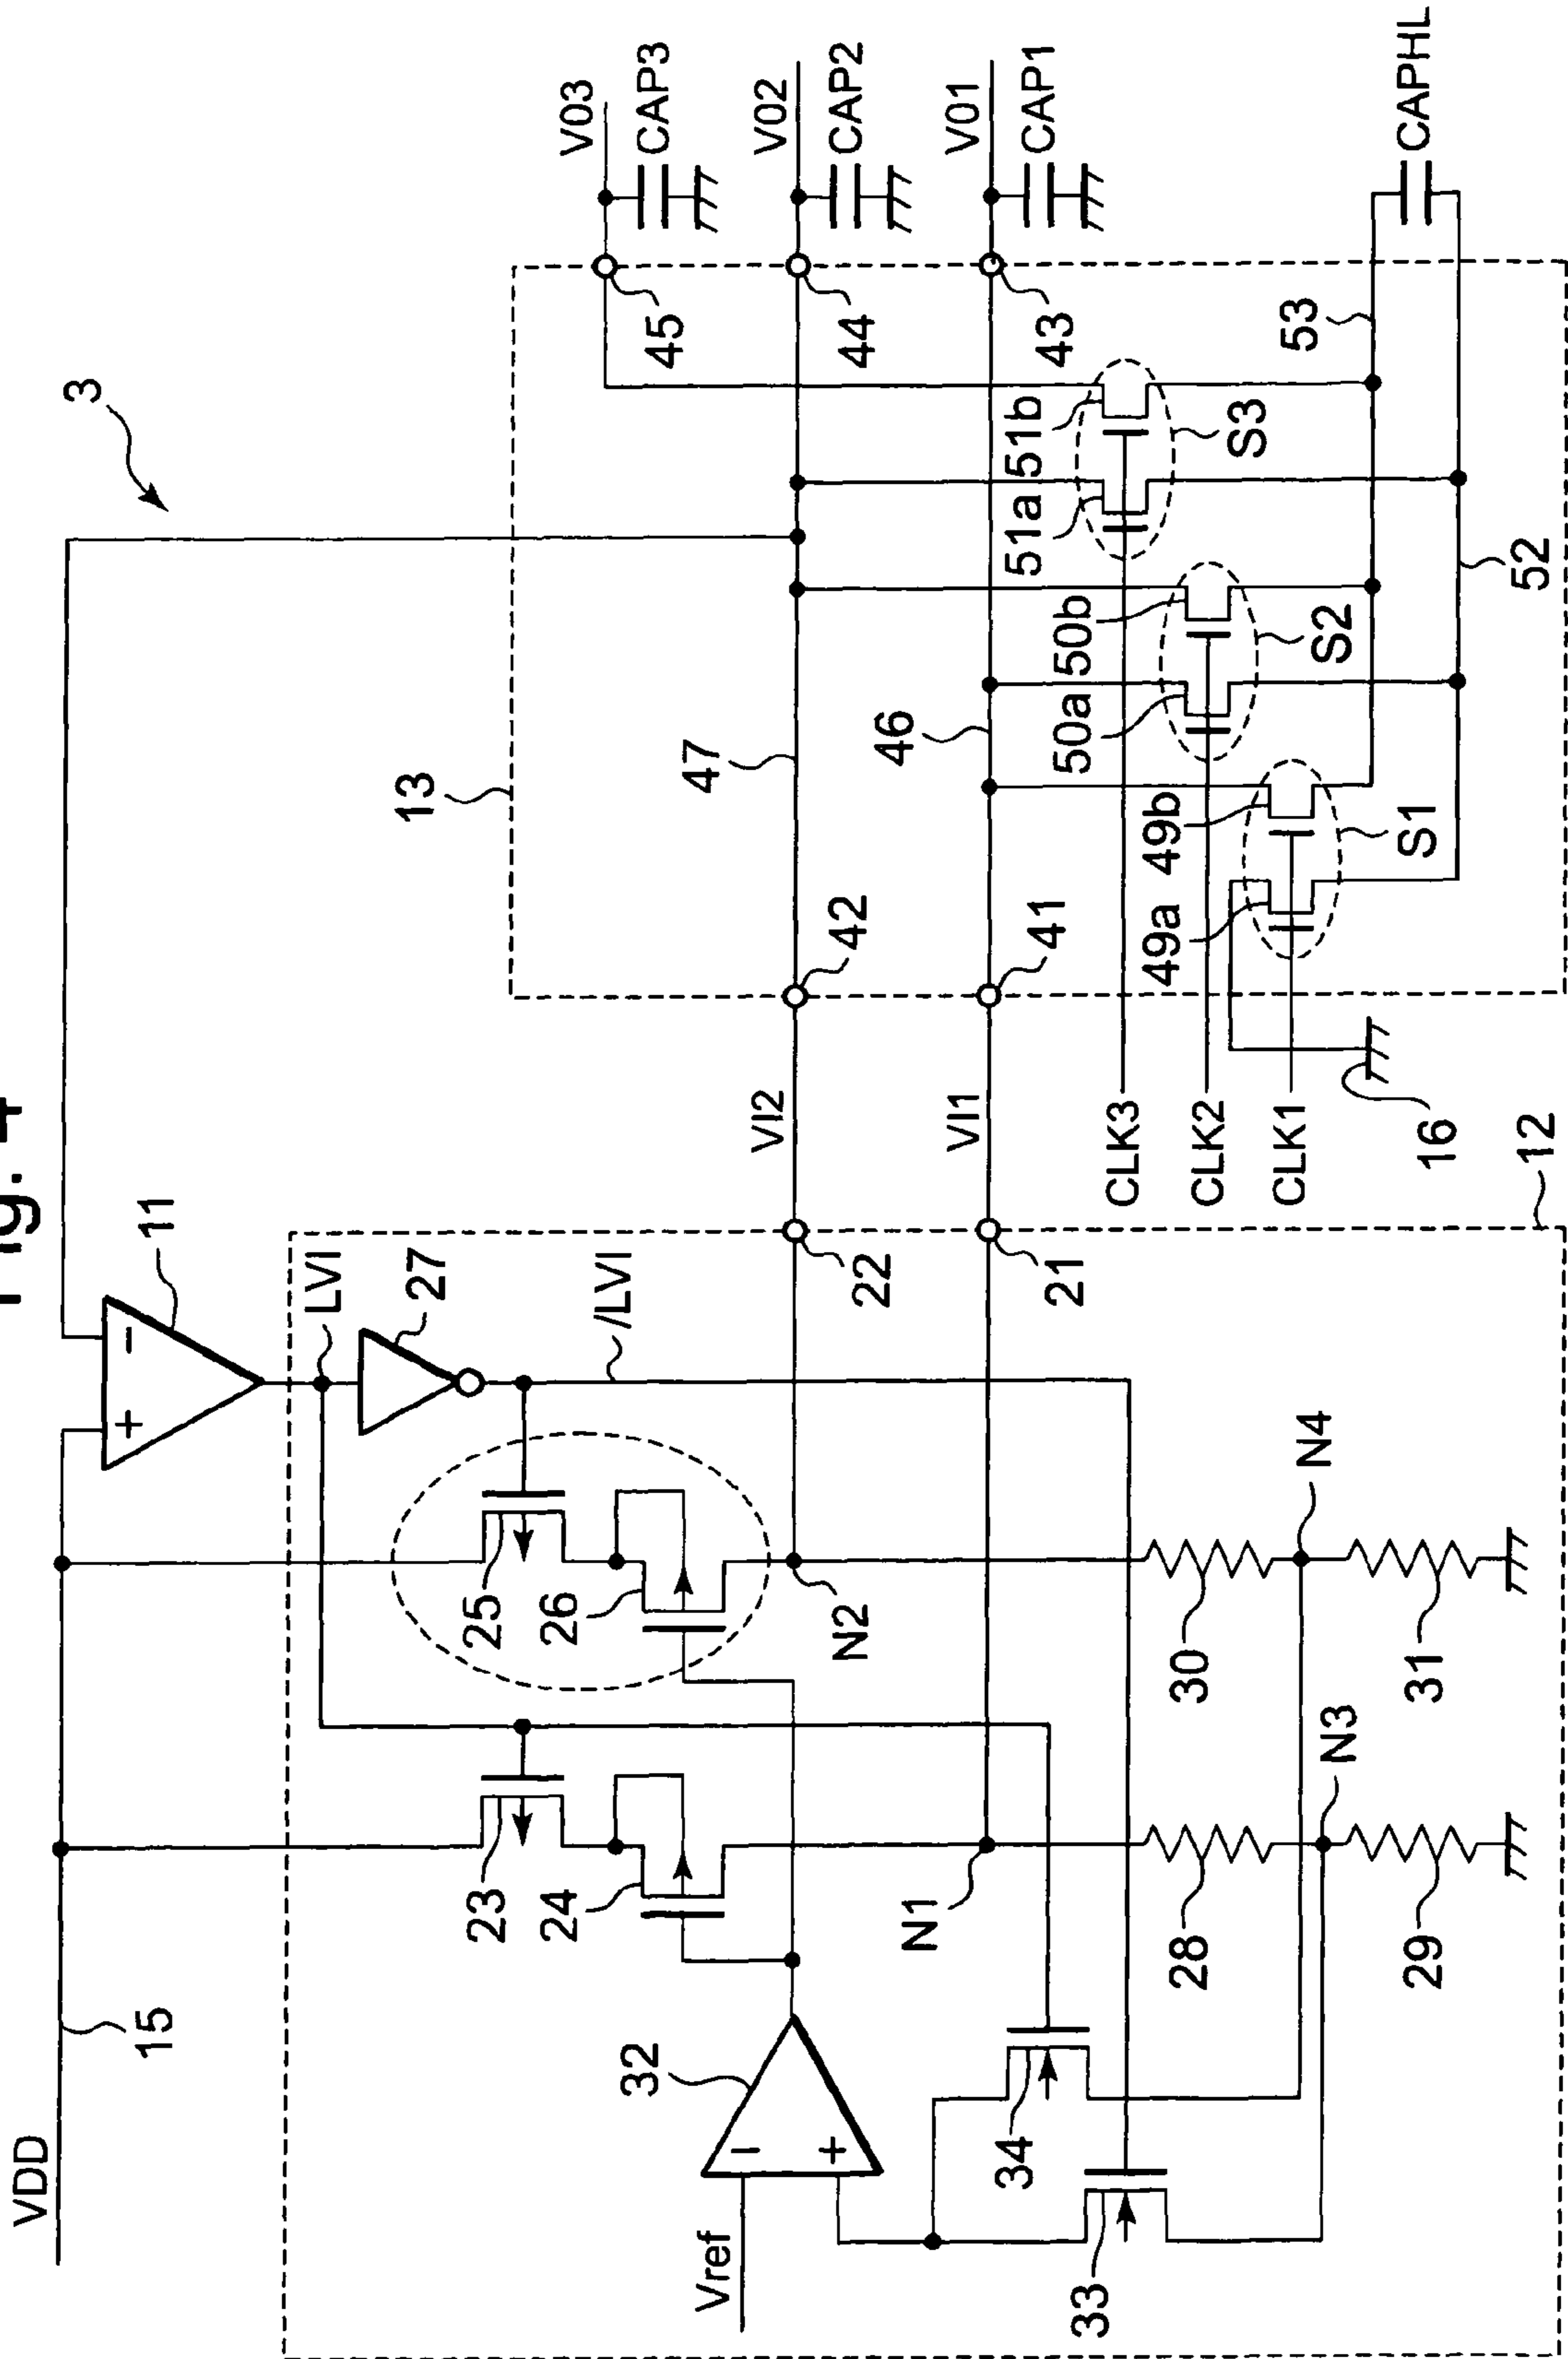 Fig. 4
VDD
15
11
3
LVI
27
/LVI
23
24
25
26
N2
22
VI2
42
13
47
45
V03
CAP3
44
V02
CAP2
Vref
32
34
33
N1
21
VI1
41
46
43
V01
CAP1
28
N3
29
30
N4
31
12
CLK3
CLK2
CLK1
16
49a
49b
S1
50a
50b
S2
51a
51b
S3
53
52
CAPHL